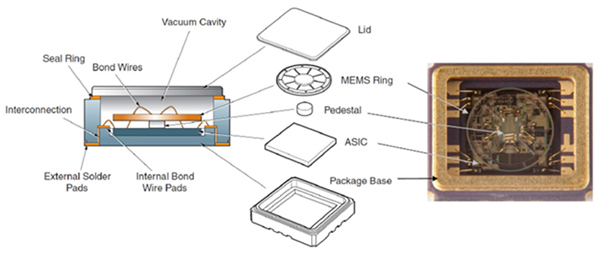 Vacuum Cavity
Lid
Seal Ring
Bond Wires
MEMS Ring
Interconnection
Pedestal
ASIC
External Solder
Pads
Internal Bond
Wire Pads
Package Base